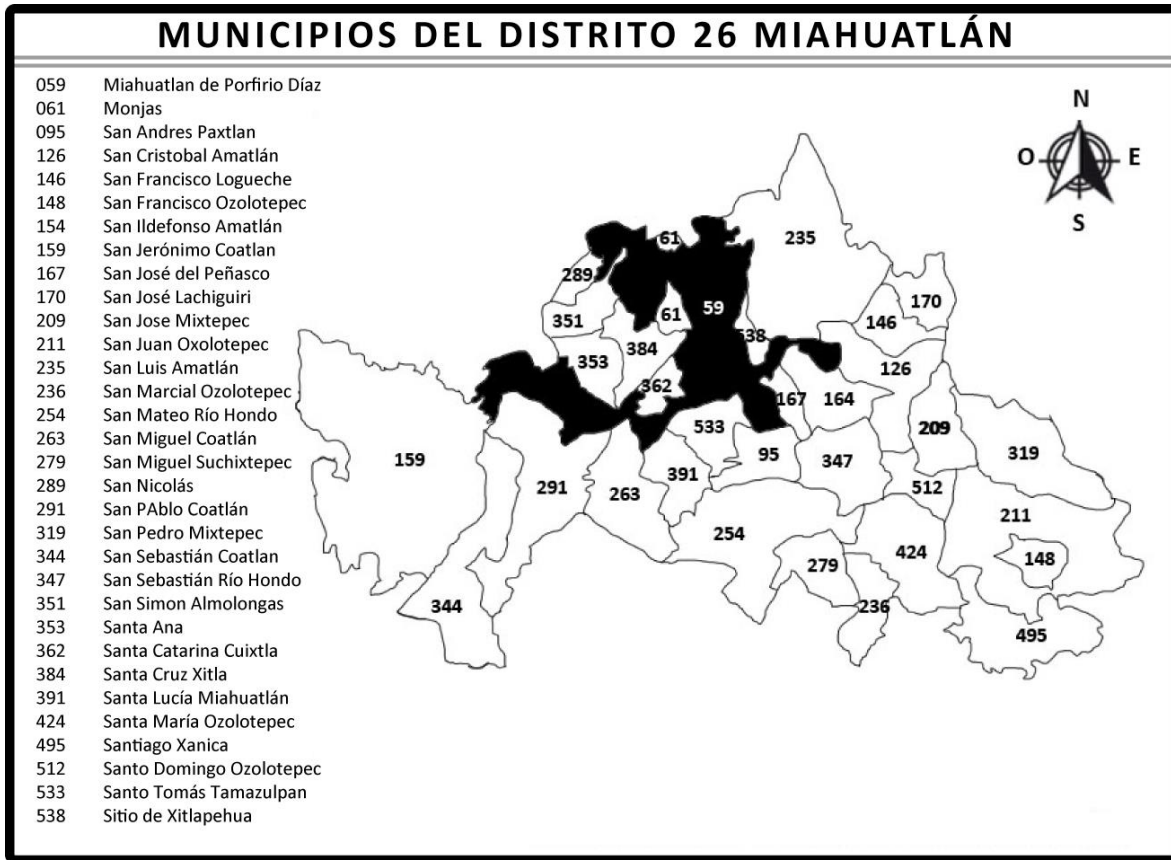 MUNICIPIOS DEL DISTRITO 26 MIAHUATLÁN
059 Miahuatlan de Porfirio Díaz
061 Monjas
095 San Andres Paxtlan
126 San Cristobal Amatlán
146 San Francisco Logueche
148 San Francisco Ozolotepec
154 San Ildefonso Amatlán
159 San Jerónimo Coatlan
167 San José del Peñasco
170 San José Lachiguiri
209 San Jose Mixtepec
211 San Juan Oxolotepec
235 San Luis Amatlán
236 San Marcial Ozolotepec
254 San Mateo Río Hondo
263 San Miguel Coatlán
279 San Miguel Suchixtepec
289 San Nicolás
291 San PAblo Coatlán
319 San Pedro Mixtepec
344 San Sebastián Coatlan
347 San Sebastián Río Hondo
351 San Simon Almolongas
353 Santa Ana
362 Santa Catarina Cuixtla
384 Santa Cruz Xitla
391 Santa Lucía Miahuatlán
424 Santa María Ozolotepec
495 Santiago Xanica
512 Santo Domingo Ozolotepec
533 Santo Tomás Tamazulpan
538 Sitio de Xitlapehua
N
O E
S
61 235
289
170
351 61 59 146
384 538
353 126
362 167 164
533 209
159 95 347 319
391 512
291 263 211
254 424
279 148
344 236
495